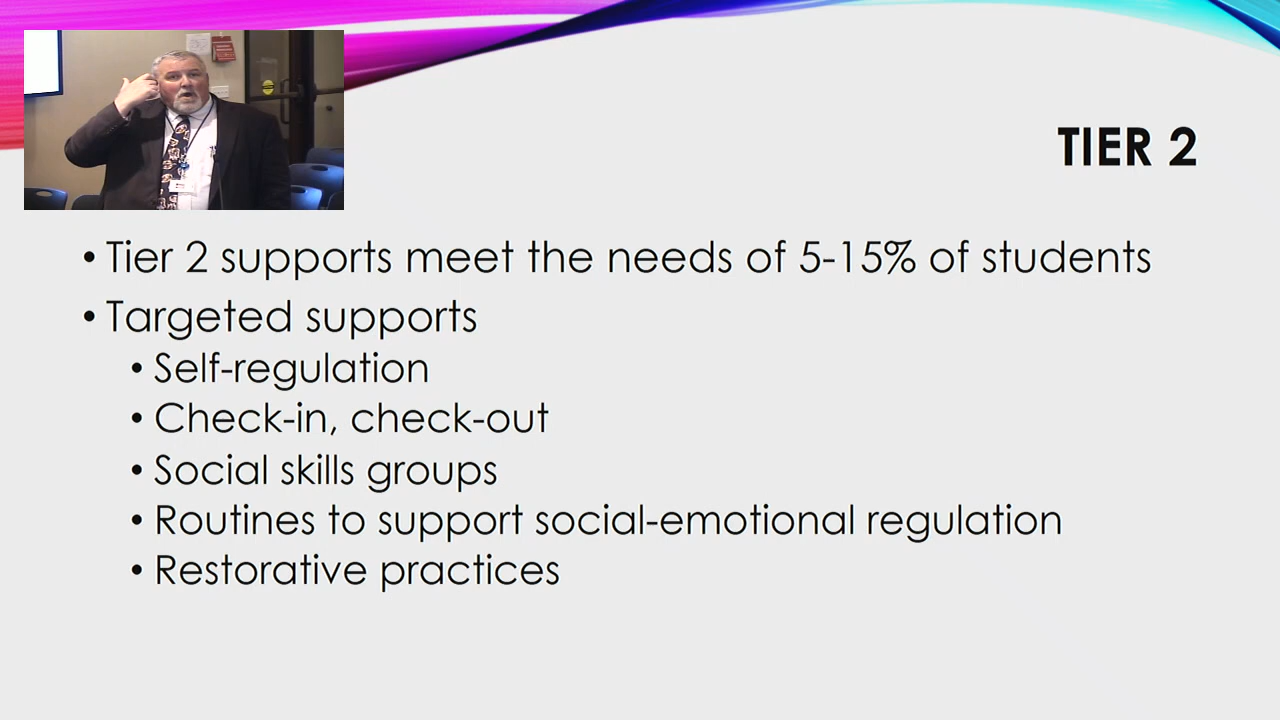 TIER 2
• Tier 2 supports meet the needs of 5-15% of students
• Targeted supports
• Self-regulation
• Check-in, check-out
• Social skills groups
• Routines to support social-emotional regulation
• Restorative practices